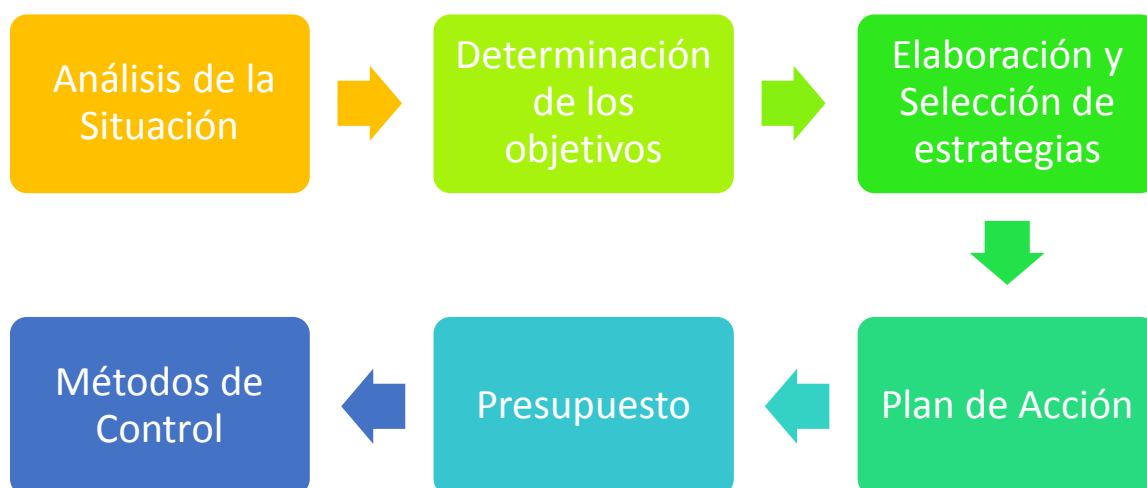 Análisis de la
Situación
Determinación
de los
objetivos
Elaboración y
Selección de
estrategias
Plan de Acción
Presupuesto
Métodos de
Control